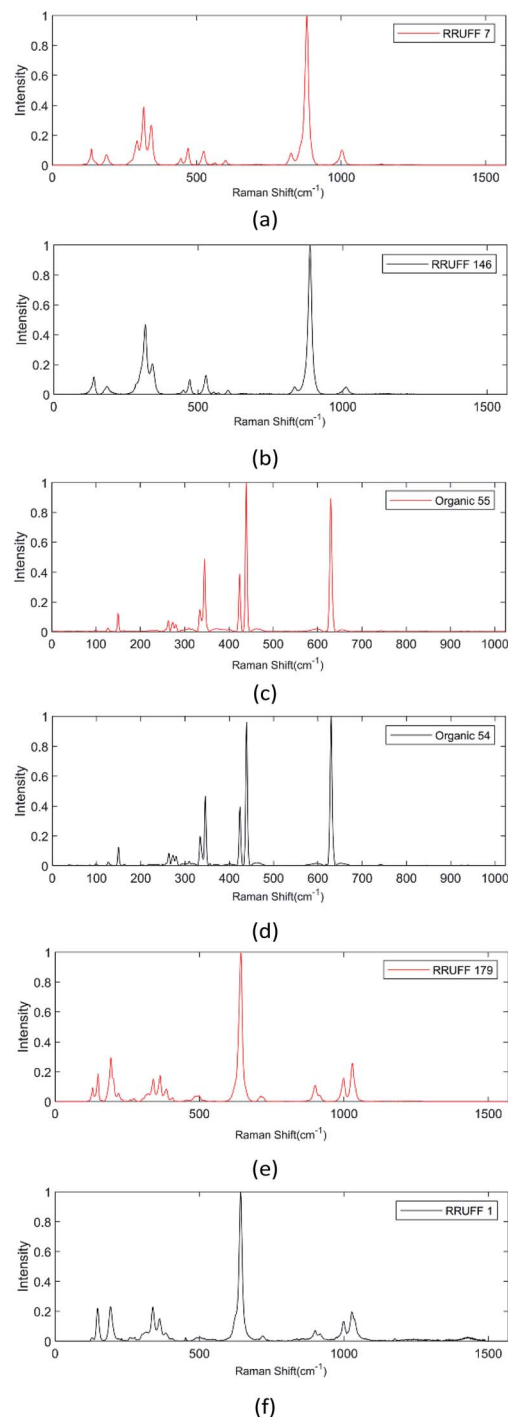 1
RRUFF 7
0.8
0.6
0.4
0.2
0
Intensity
0 500 1000 1500
Raman Shift(cm-1)
(a)
1
RRUFF 146
0.8
0.6
0.4
0.2
0
Intensity
0 500 1000 1500
Raman Shift(cm-1)
(b)
1
Organic 55
0.8
0.6
0.4
0.2
0
Intensity
0 100 200 300 400 500 600 700 800 900 1000
Raman Shift(cm-1)
(c)
1
Organic 54
0.8
0.6
0.4
0.2
0
Intensity
0 100 200 300 400 500 600 700 800 900 1000
Raman Shift(cm-1)
(d)
1
RRUFF 179
0.8
0.6
0.4
0.2
0
Intensity
0 500 1000 1500
Raman Shift(cm-1)
(e)
1
RRUFF 1
0.8
0.6
0.4
0.2
0
Intensity
0 500 1000 1500
Raman Shift(cm-1)
(f)